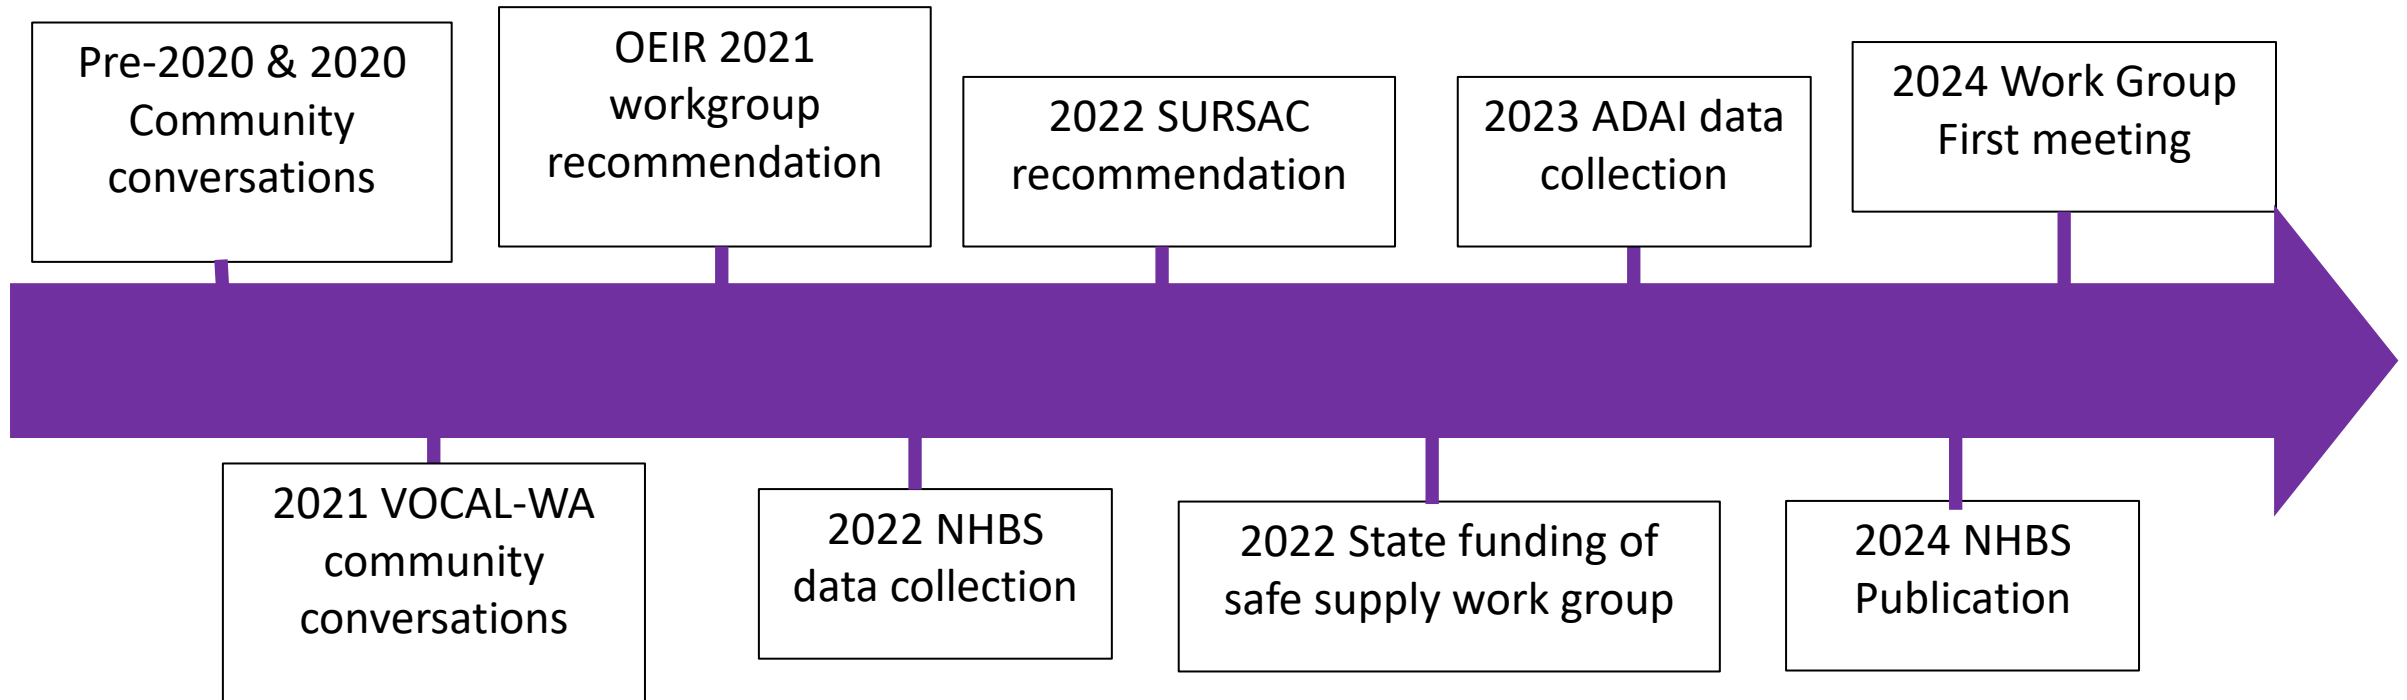 Pre-2020 & 2020
Community
conversations
OEIR 2021
workgroup
recommendation
2022 SURSAC
recommendation
2023 ADAI data
collection
2024 Work Group
First meeting
2021 VOCAL-WA
community
conversations
2022 NHBS
data collection
2022 State funding of
safe supply work group
2024 NHBS
Publication